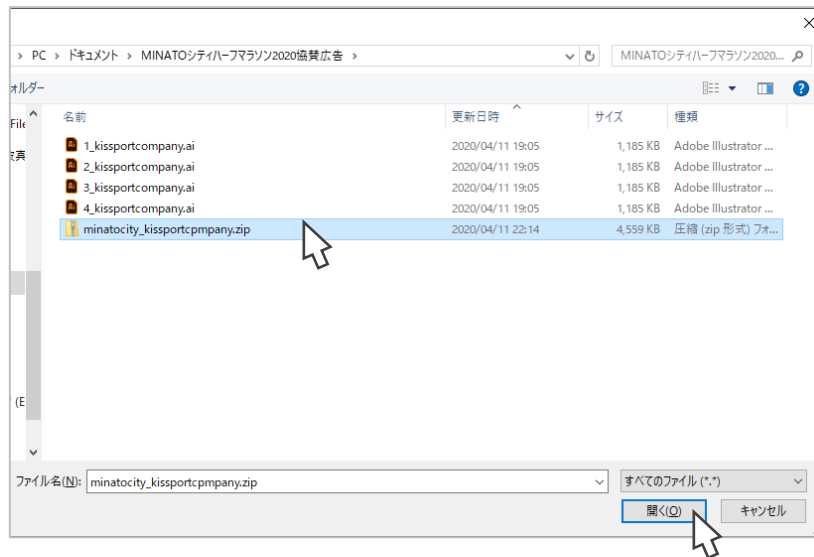 › PC › ドキュメント › MINATOシティハーフマラソン2020協賛広告 ›
MINATOシティハーフマラソン2020...
ォルダー
名前 更新日時 サイズ 種類
File
1_kissportcompany.ai 2020/04/11 19:05 1,185 KB Adobe Illustrator ...
2_kissportcompany.ai 2020/04/11 19:05 1,185 KB Adobe Illustrator ...
3_kissportcompany.ai 2020/04/11 19:05 1,185 KB Adobe Illustrator ...
4_kissportcompany.ai 2020/04/11 19:05 1,185 KB Adobe Illustrator ...
minatocity_kissportcpmpany.zip 2020/04/11 22:14 4,559 KB 圧縮 (zip 形式) フォ...
(E
ファイル名(N): minatocity_kissportcpmpany.zip すべてのファイル (*.*)
開く(O) キャンセル